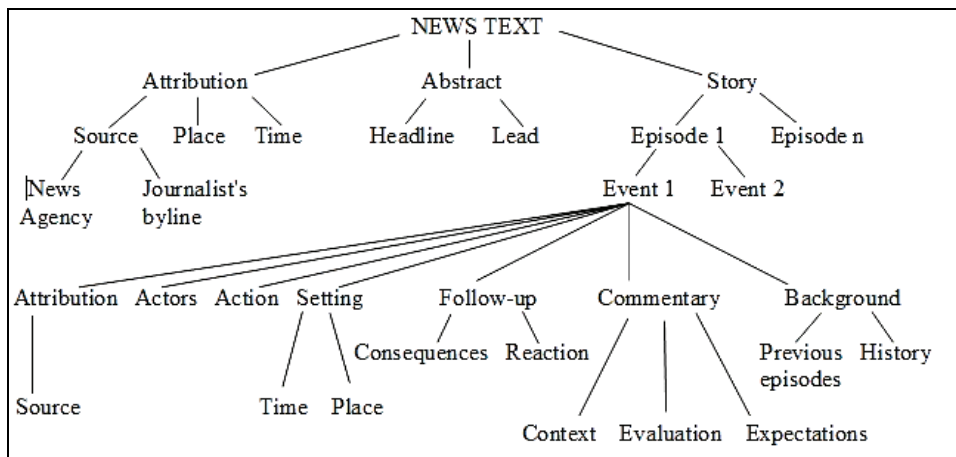 NEWS TEXT
Attribution Abstract Story
Source Place Time Headline Lead Episode 1 Episode n
News Agency Journalist's byline Event 1 Event 2
Attribution Actors Action Setting Follow-up Commentary Background
Consequences Reaction Previous episodes History
Source Time Place
Context Evaluation Expectations